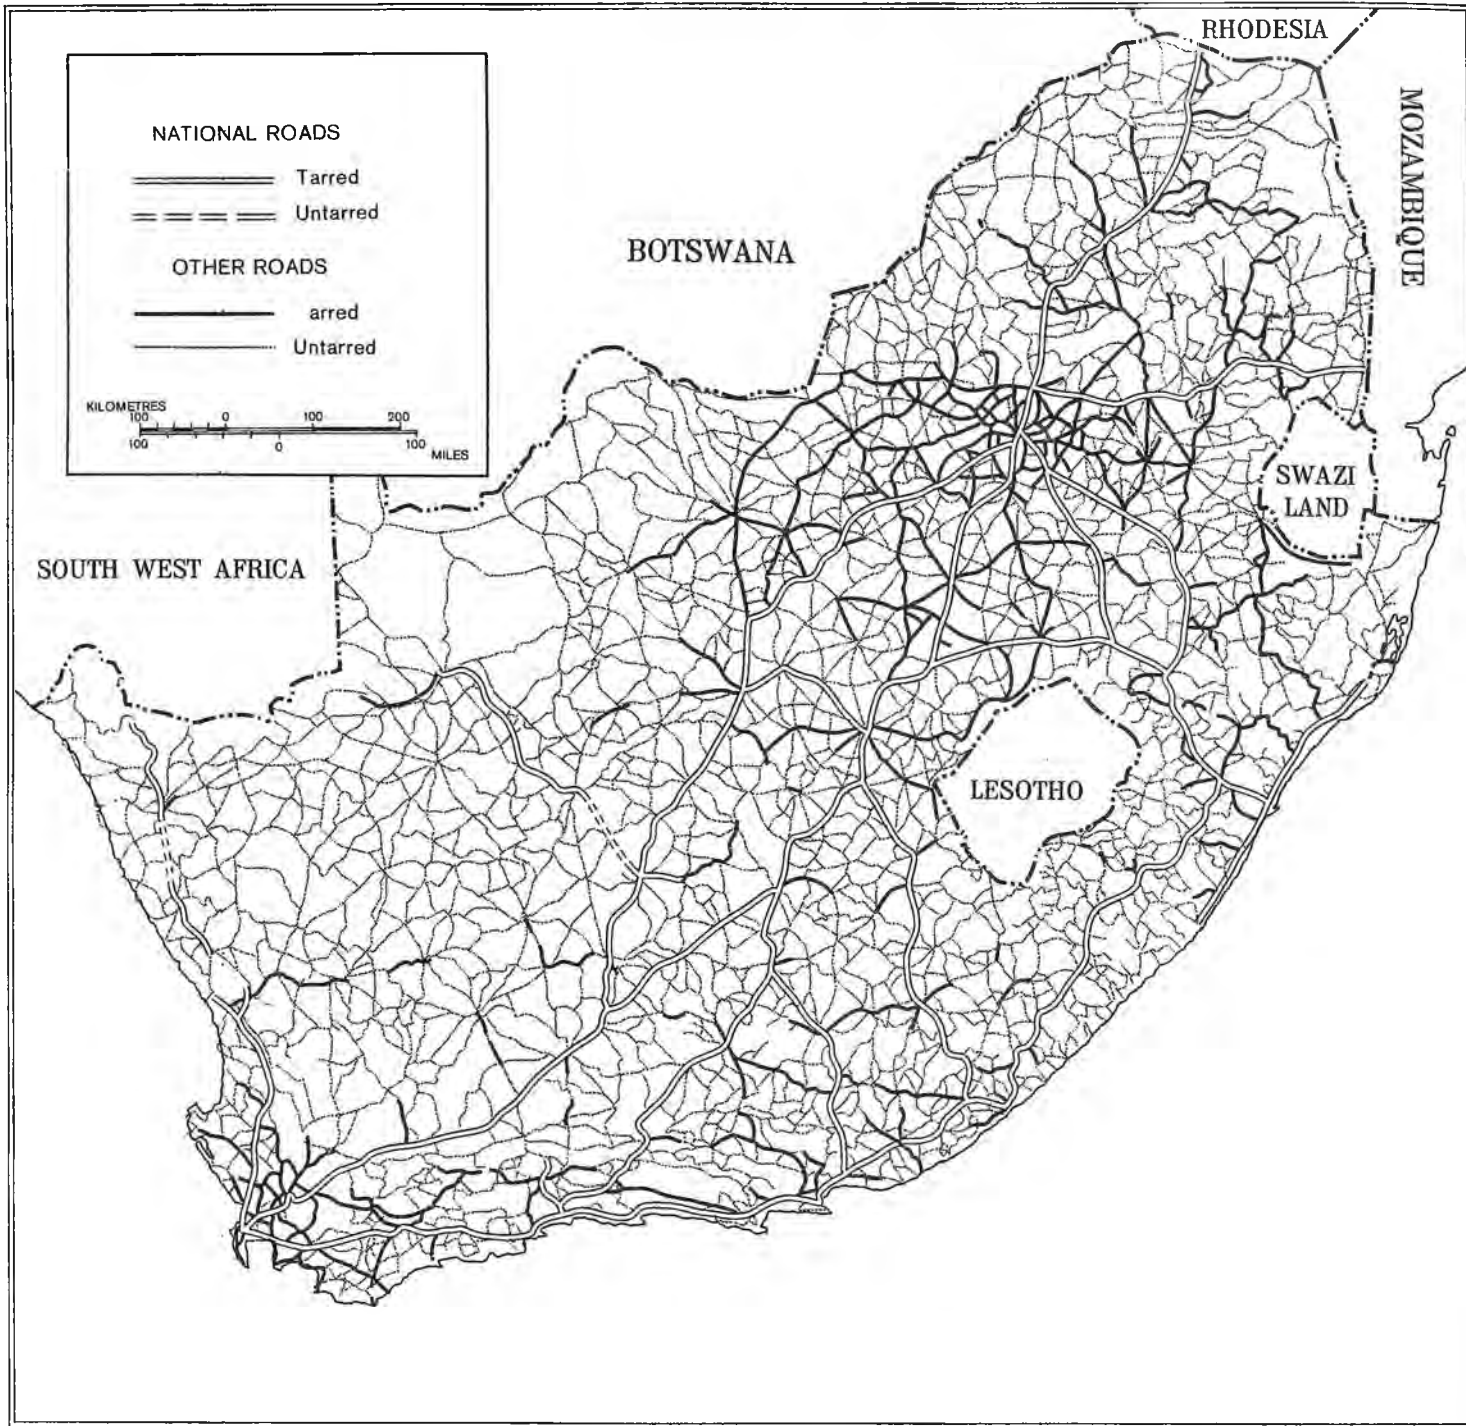 RHODESIA
MOZAMBIQUE
NATIONAL ROADS
Tarred
Untarred
OTHER ROADS
arred
Untarred
KILOMETRES
100 0 100 200
100 0 100
MILES
BOTSWANA
SWAZI
LAND
SOUTH WEST AFRICA
LESOTHO